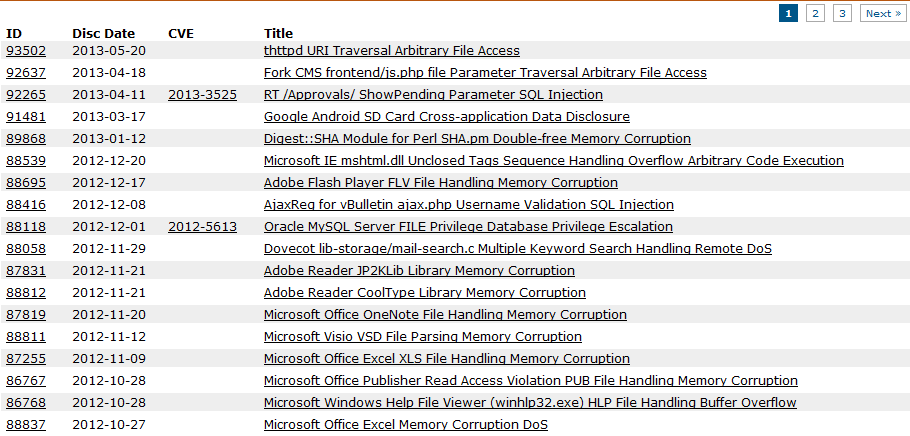 1 2 3 Next »
ID Disc Date CVE Title
93502 2013-05-20 thttpd URI Traversal Arbitrary File Access
92637 2013-04-18 Fork CMS frontend/js.php file Parameter Traversal Arbitrary File Access
92265 2013-04-11 2013-3525 RT /Approvals/ ShowPending Parameter SQL Injection
91481 2013-03-17 Google Android SD Card Cross-application Data Disclosure
89868 2013-01-12 Digest::SHA Module for Perl SHA.pm Double-free Memory Corruption
88539 2012-12-20 Microsoft IE mshtml.dll Unclosed Tags Sequence Handling Overflow Arbitrary Code Execution
88695 2012-12-17 Adobe Flash Player FLV File Handling Memory Corruption
88416 2012-12-08 AjaxReg for vBulletin ajax.php Username Validation SQL Injection
88118 2012-12-01 2012-5613 Oracle MySQL Server FILE Privilege Database Privilege Escalation
88058 2012-11-29 Dovecot lib-storage/mail-search.c Multiple Keyword Search Handling Remote DoS
87831 2012-11-21 Adobe Reader JP2KLib Library Memory Corruption
88812 2012-11-21 Adobe Reader CoolType Library Memory Corruption
87819 2012-11-20 Microsoft Office OneNote File Handling Memory Corruption
88811 2012-11-12 Microsoft Visio VSD File Parsing Memory Corruption
87255 2012-11-09 Microsoft Office Excel XLS File Handling Memory Corruption
86767 2012-10-28 Microsoft Office Publisher Read Access Violation PUB File Handling Memory Corruption
86768 2012-10-28 Microsoft Windows Help File Viewer (winhlp32.exe) HLP File Handling Buffer Overflow
88837 2012-10-27 Microsoft Office Excel Memory Corruption DoS